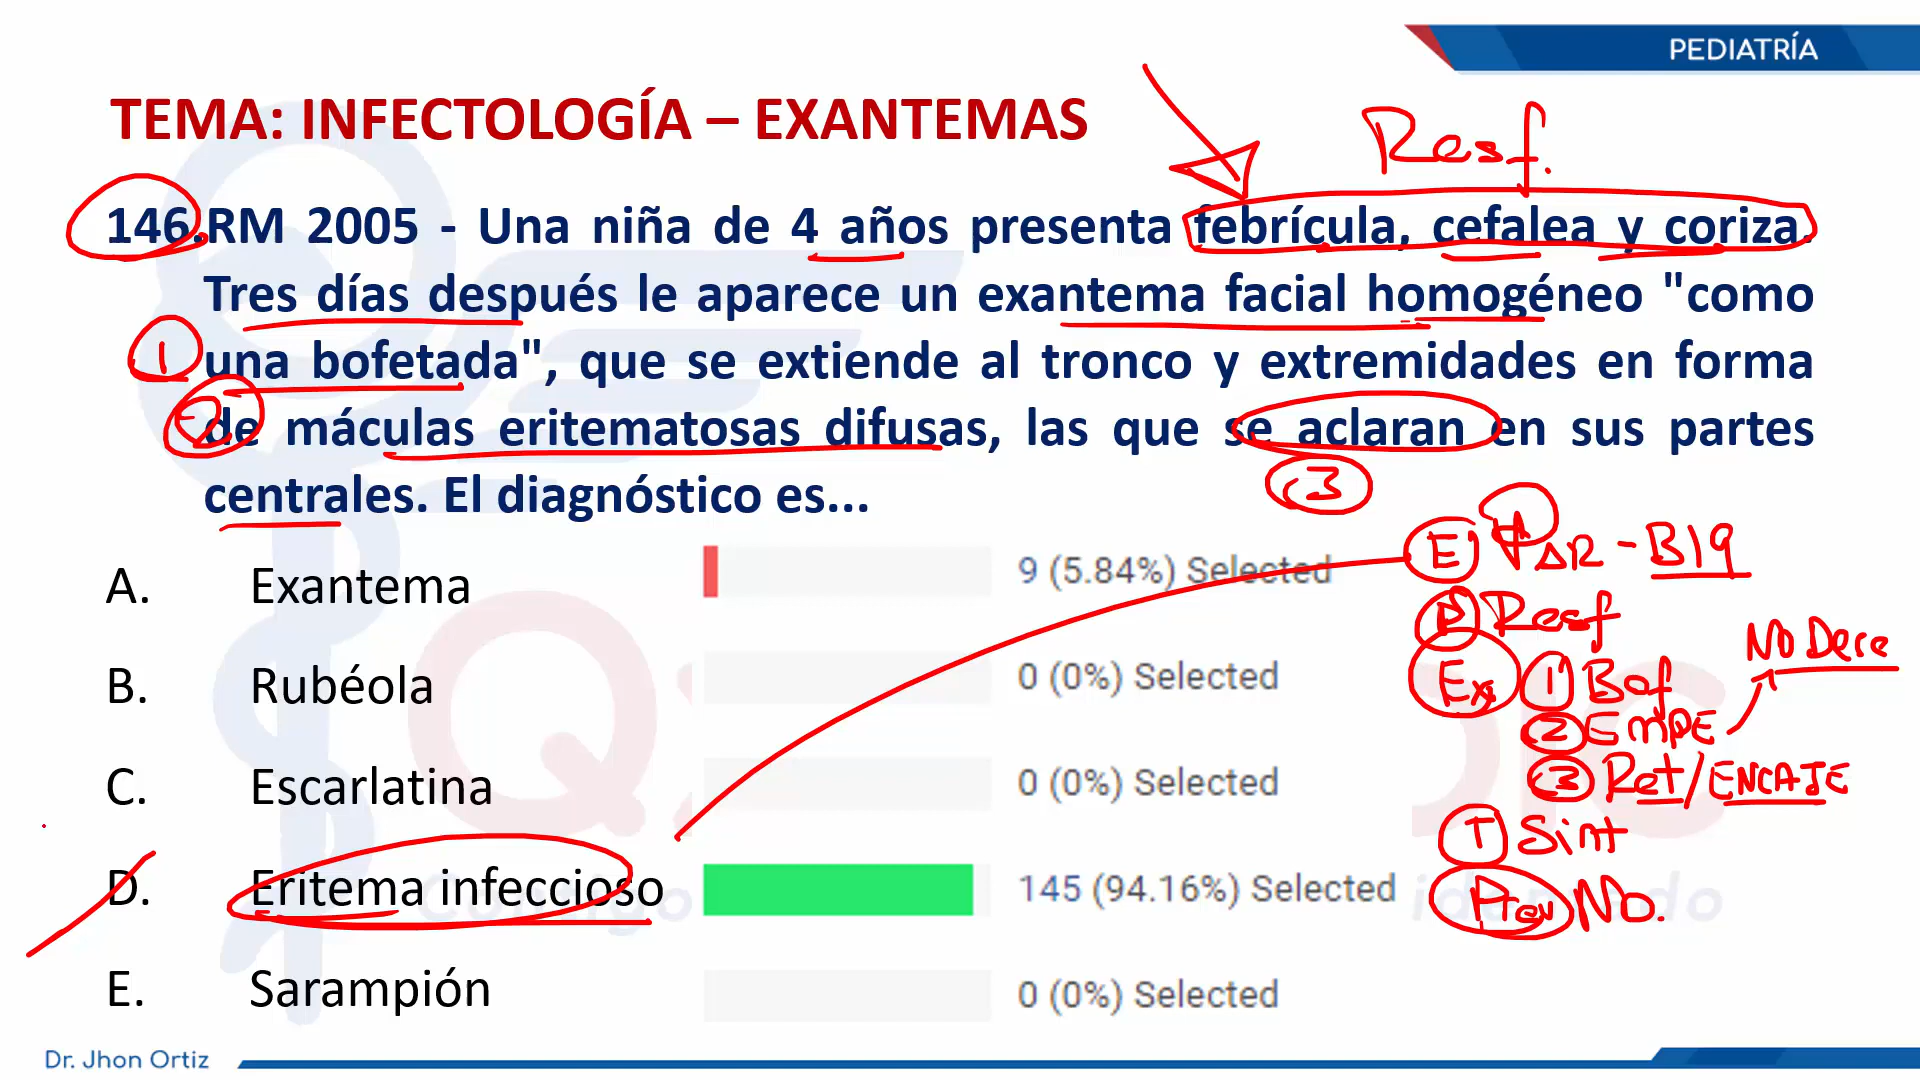 PEDIATRÍA
TEMA: INFECTOLOGÍA – EXANTEMAS
Resf.
146.RM 2005 - Una niña de 4 años presenta febrícula, cefalea y coriza.
Tres días después le aparece un exantema facial homogéneo "como
1
una bofetada", que se extiende al tronco y extremidades en forma
2
de máculas eritematosas difusas, las que se aclaran en sus partes
3
centrales. El diagnóstico es...
E PAR - B19
P Resf
No Dece
Ex 1 Bof
2 EmpE
3 Ret/ENCAJE
T Sint
Prev No.
A. Exantema 9 (5.84%) Selected
B. Rubéola 0 (0%) Selected
C. Escarlatina 0 (0%) Selected
D. Eritema infeccioso 145 (94.16%) Selected
E. Sarampión 0 (0%) Selected
Dr. Jhon Ortiz